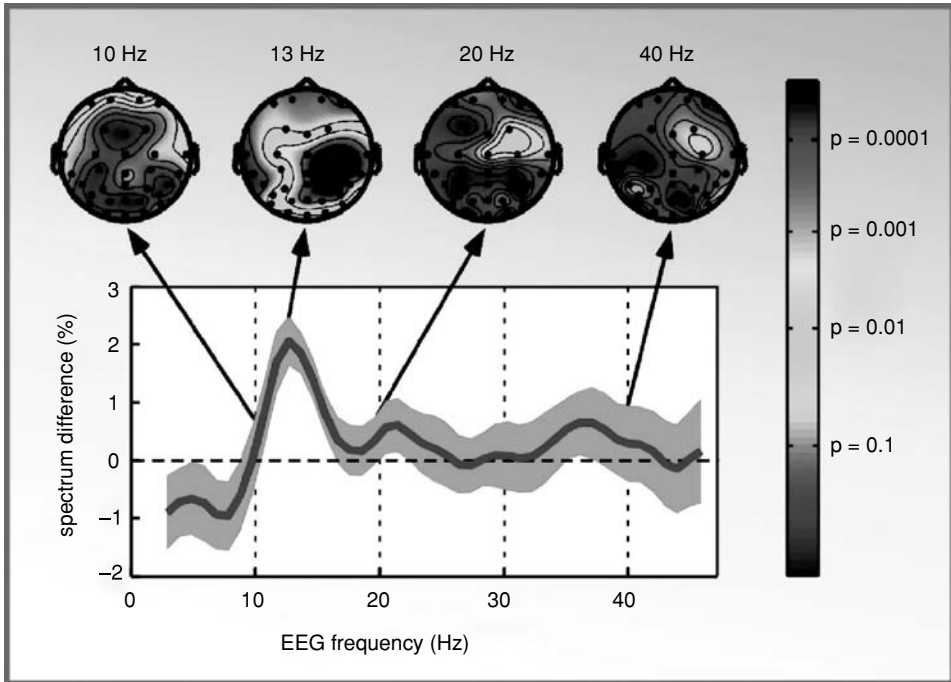 10 Hz 13 Hz 20 Hz 40 Hz
p = 0.0001
p = 0.001
p = 0.01
p = 0.1
spectrum difference (%)
3
2
1
0
–1
–2
0 10 20 30 40
EEG frequency (Hz)